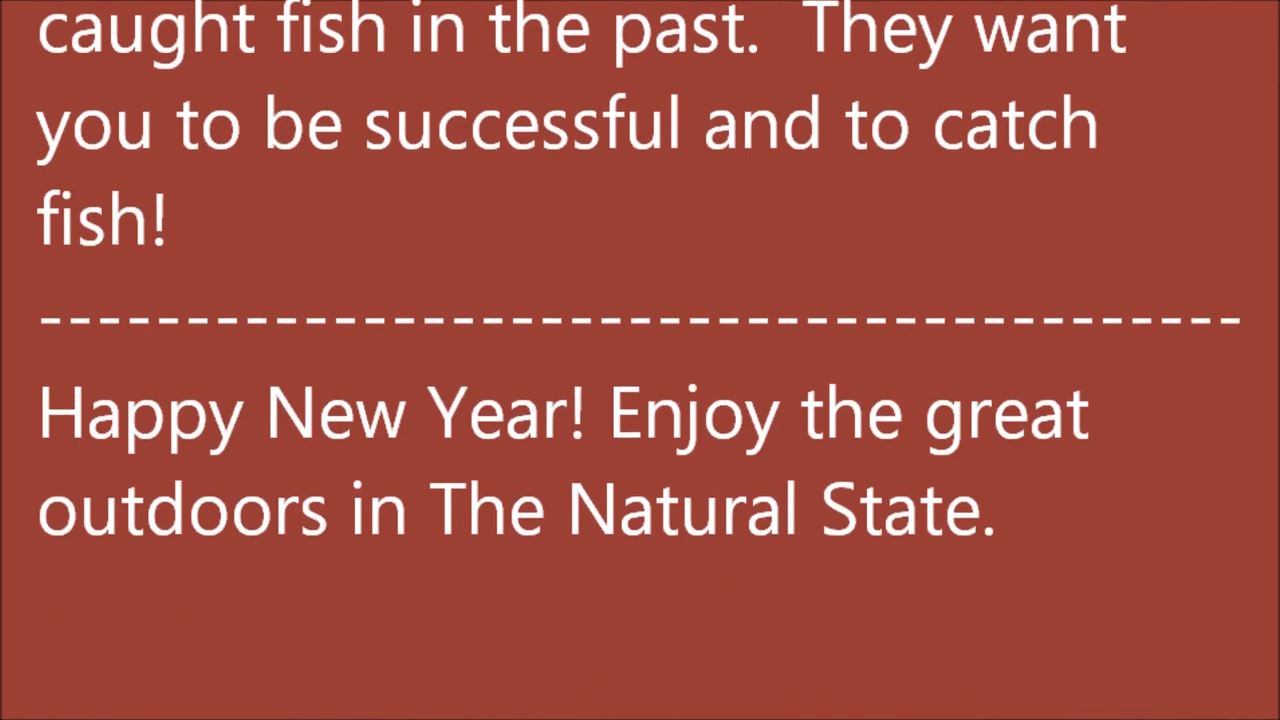 caught fish in the past.  They want
you to be successful and to catch
fish!
-----------------------------------------
Happy New Year! Enjoy the great
outdoors in The Natural State.